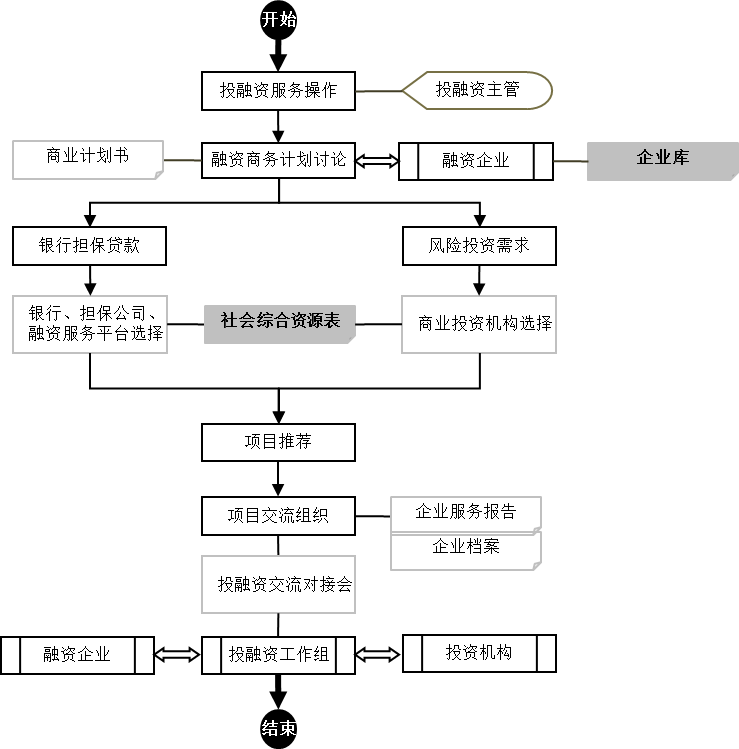 开始
投融资服务操作
投融资主管
商业计划书
融资商务计划讨论
融资企业
企业库
银行担保贷款
风险投资需求
银行、担保公司、
融资服务平台选择
社会综合资源表
商业投资机构选择
项目推荐
项目交流组织
企业服务报告
企业档案
投融资交流对接会
融资企业
投融资工作组
投资机构
结束